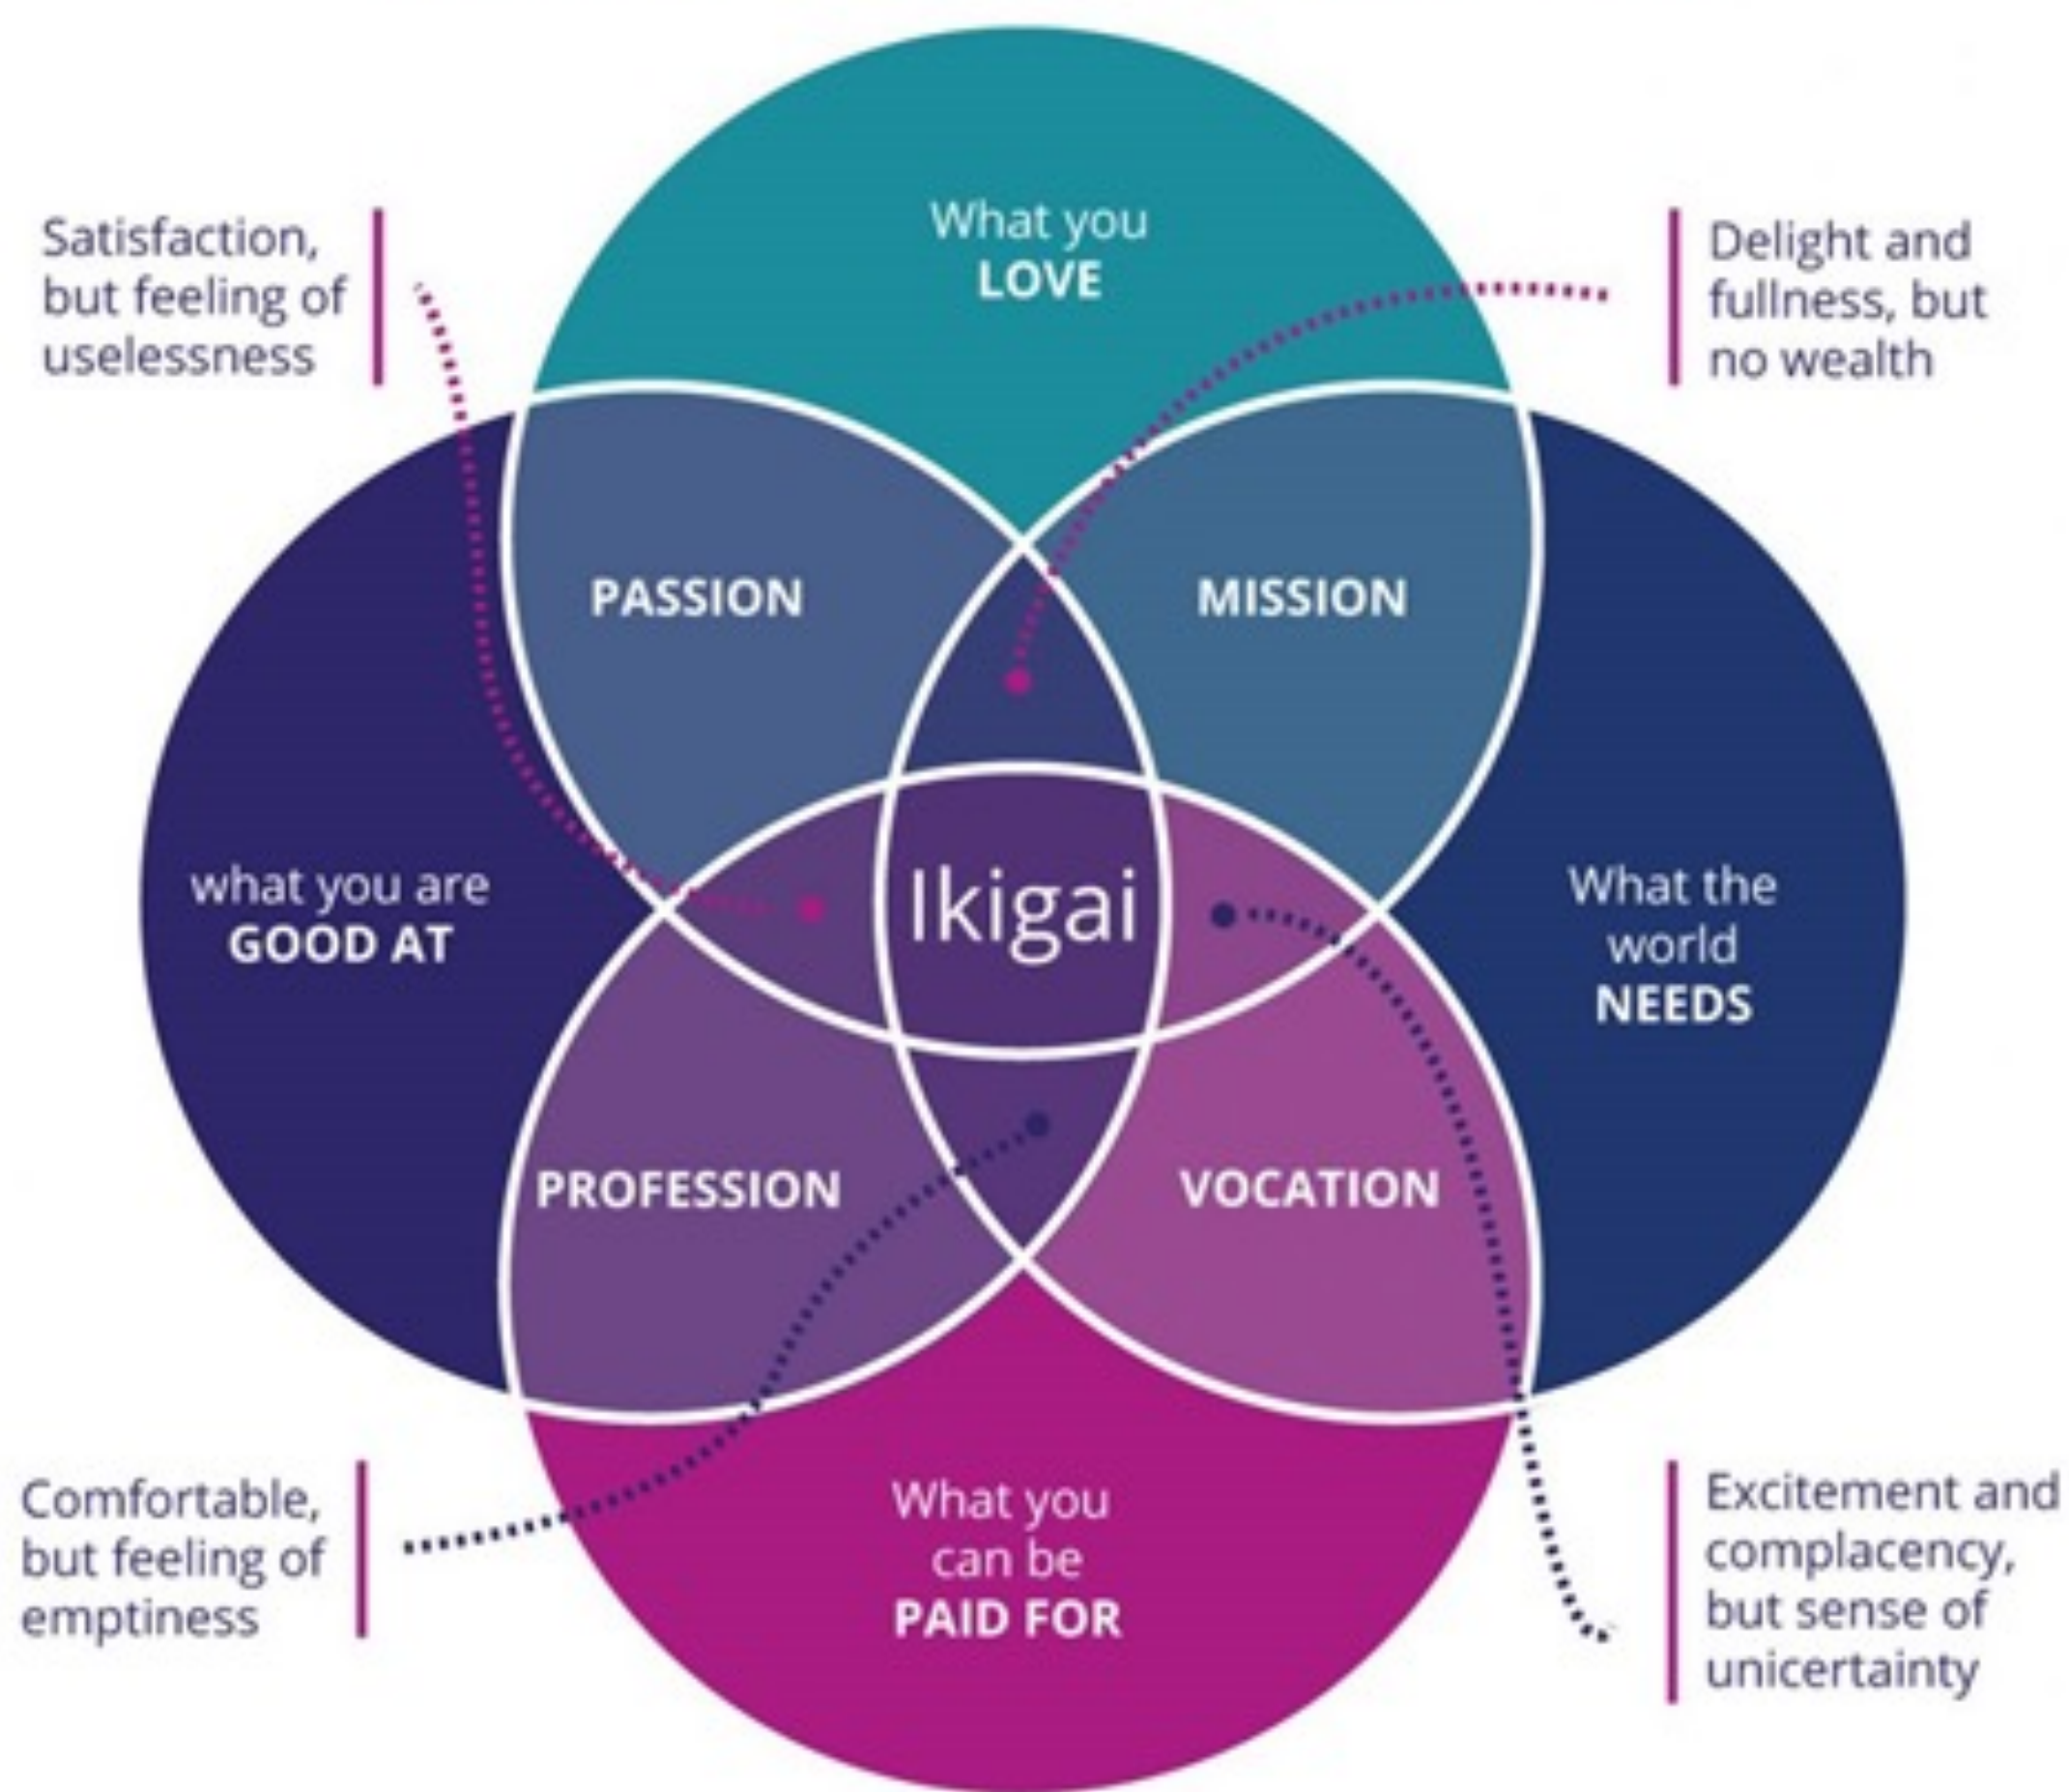 What you
LOVE
Satisfaction,
but feeling of
uselessness
Delight and
fullness, but
no wealth
PASSION
MISSION
what you are
GOOD AT
Ikigai
What the
world
NEEDS
PROFESSION
VOCATION
Comfortable,
but feeling of
emptiness
What you
can be
PAID FOR
Excitement and
complacency,
but sense of
unicertainty